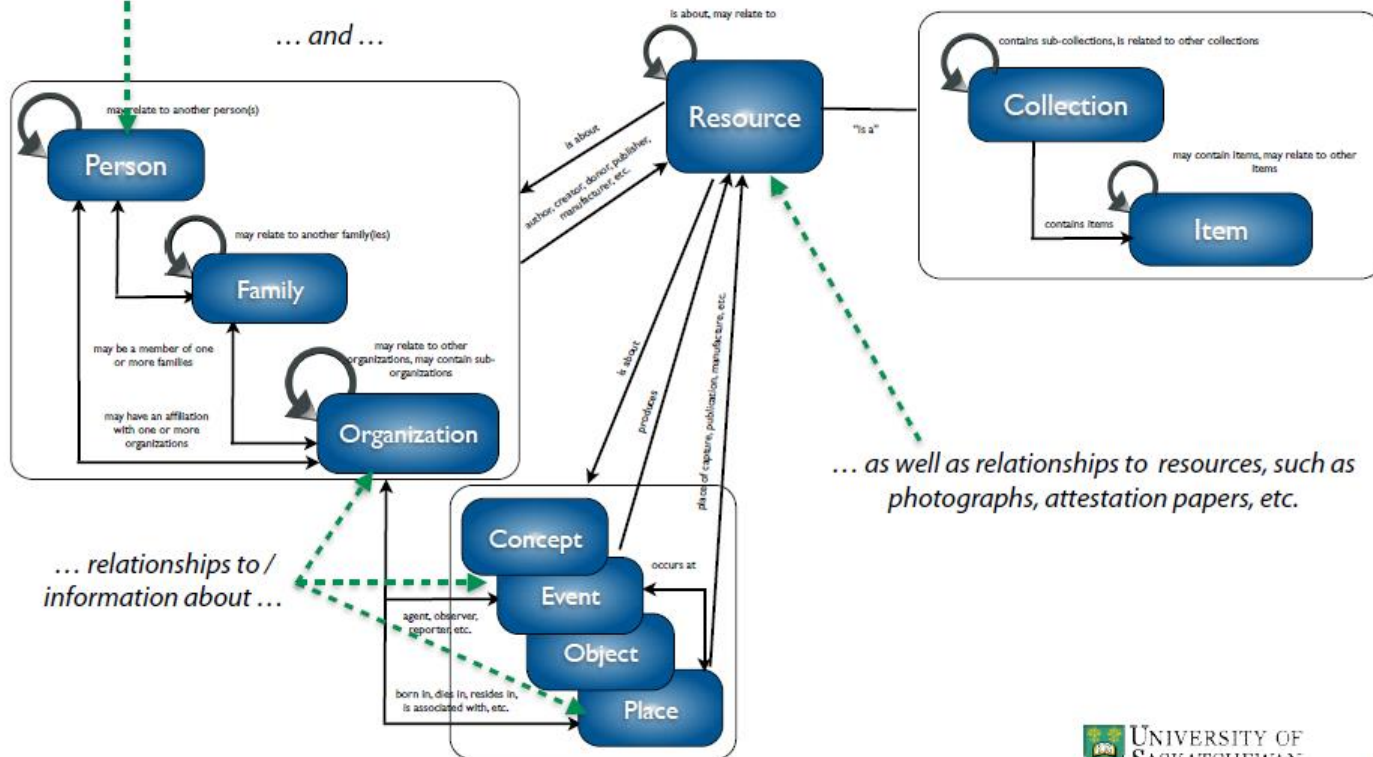 … and …
is about, may relate to
contains sub-collections, is related to other collections
may relate to another person(s)
Person
Resource
"is a"
Collection
is about
author, creator, donor, publisher,
manufacturer, etc.
may contain items, may relate to other
items
contains items
Item
may relate to another family(ies)
Family
may be a member of one
or more families
may relate to other
organizations, may contain sub-
organizations
may have an affiliation
with one or more
organizations
Organization
is about
produces
place of capture, publication, manufacture, etc.
… as well as relationships to resources, such as
photographs, attestation papers, etc.
… relationships to /
information about …
Concept
occurs at
Event
agent, observer,
reporter, etc.
Object
born in, dies in, resides in,
is associated with, etc.
Place
UNIVERSITY OF
SASKATCHEWAN